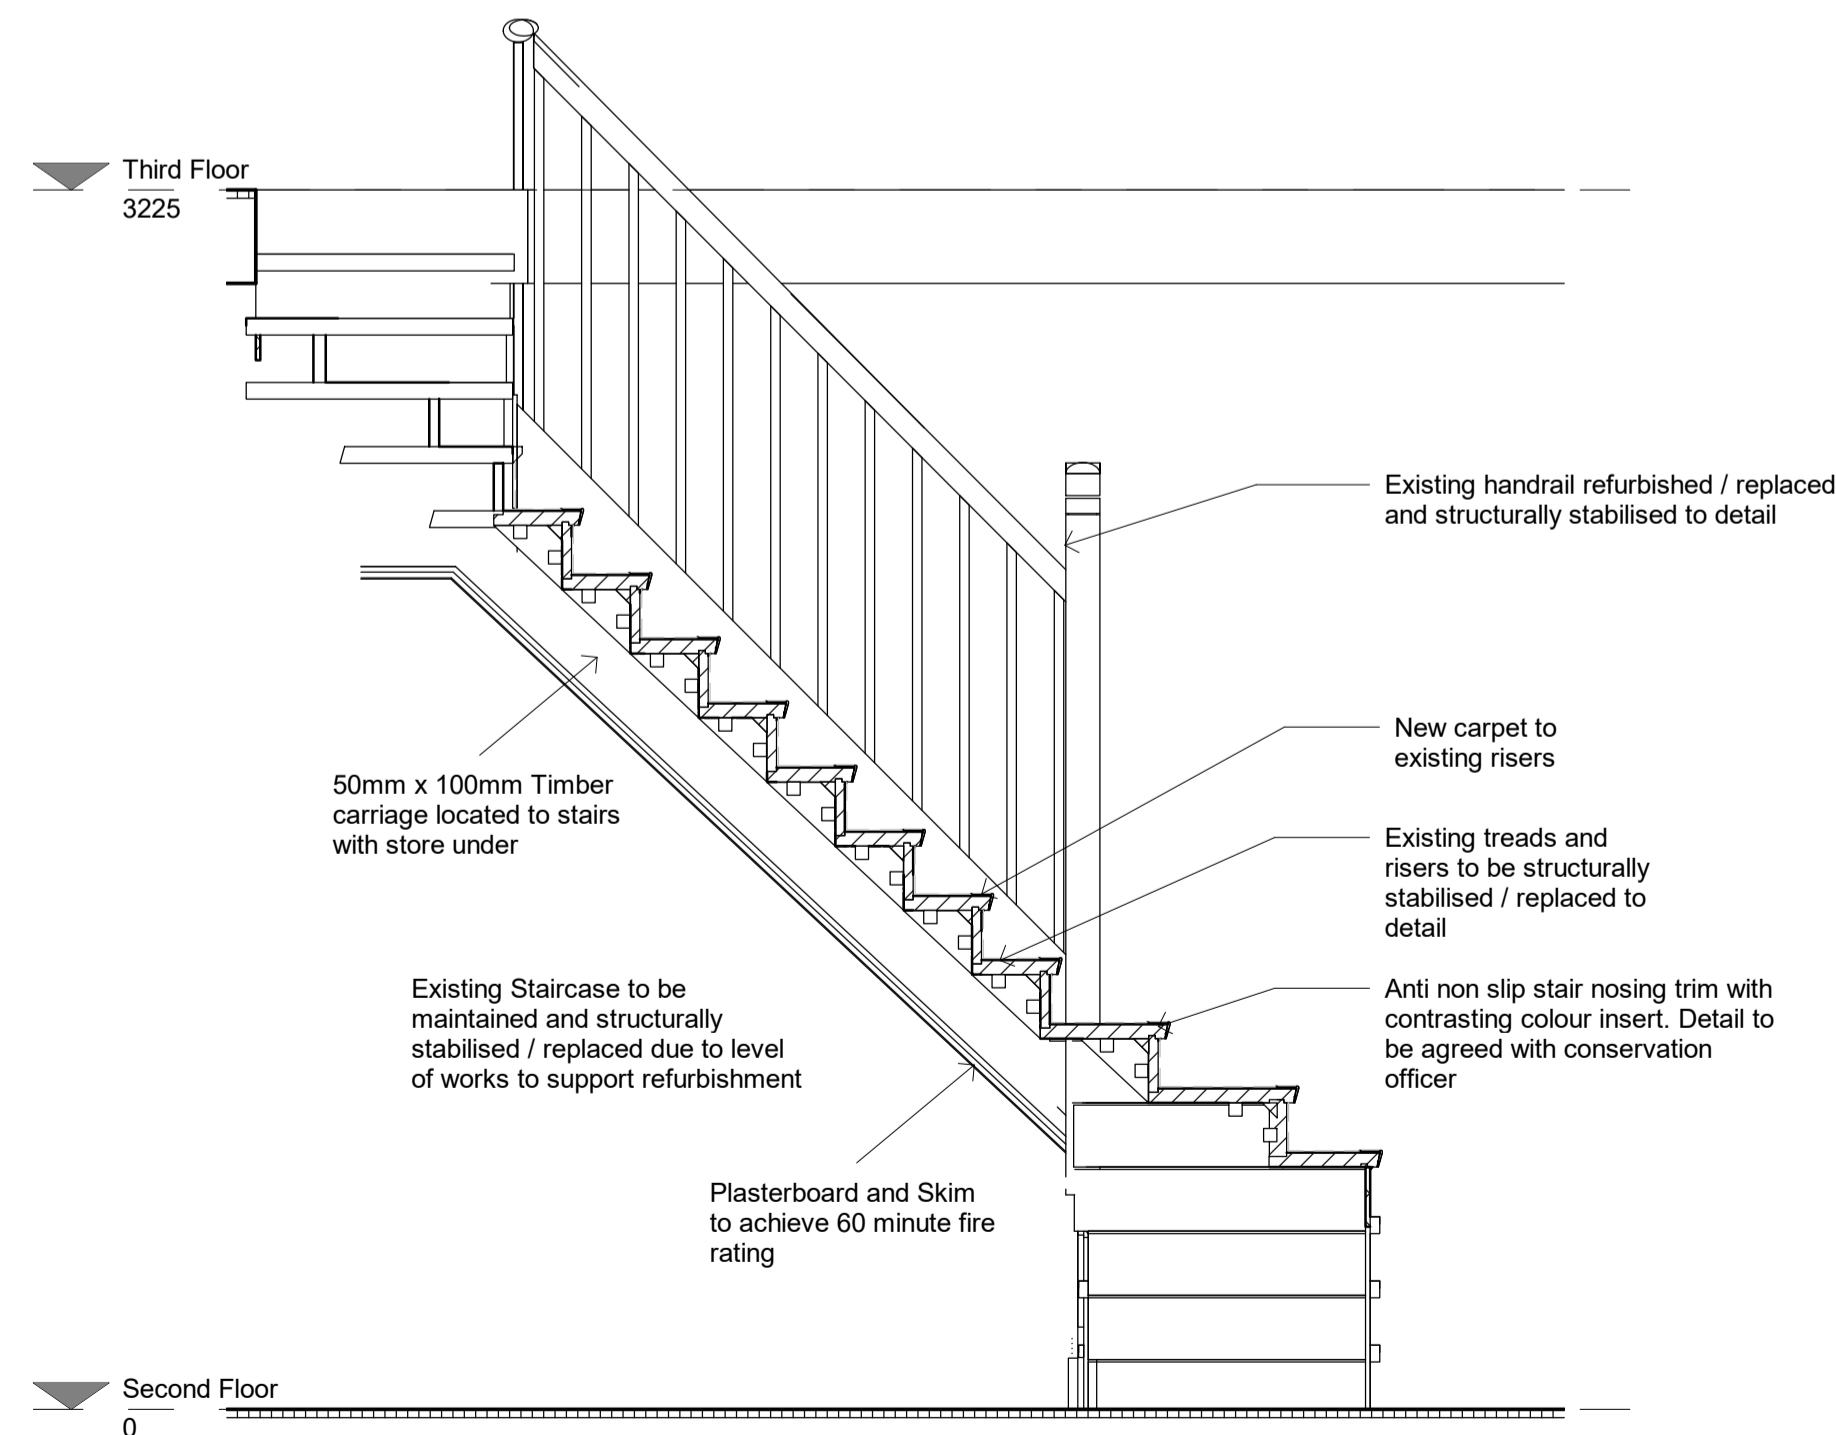 Third Floor
3225
Existing handrail refurbished / replaced
and structurally stabilised to detail
New carpet to
existing risers
50mm x 100mm Timber
carriage located to stairs
with store under
Existing treads and
risers to be structurally
stabilised / replaced to
detail
Existing Staircase to be
maintained and structurally
stabilised / replaced due to level
of works to support refurbishment
Anti non slip stair nosing trim with
contrasting colour insert. Detail to
be agreed with conservation
officer
Plasterboard and Skim
to achieve 60 minute fire
rating
Second Floor
0